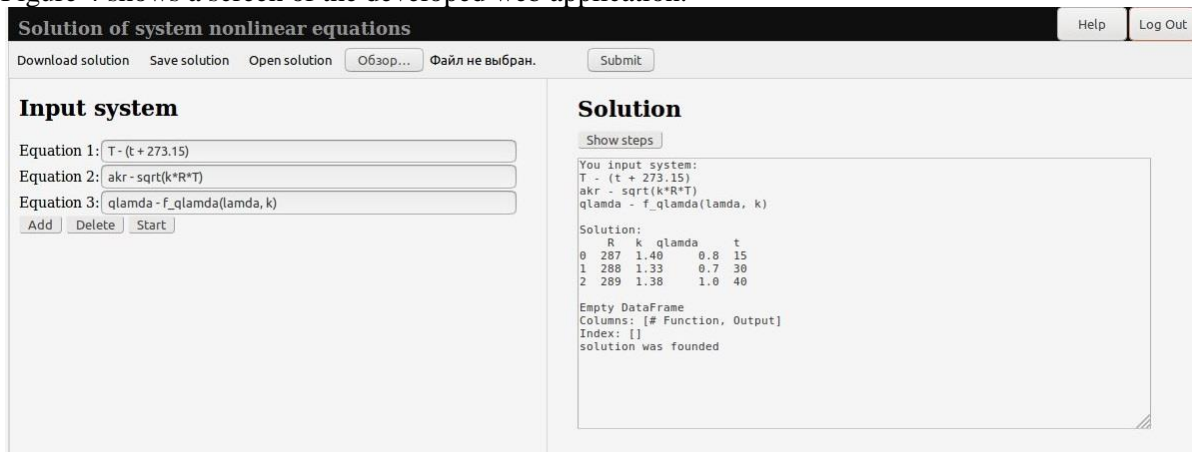 Figure 4 shows a screen of the developed web application.
Solution of system nonlinear equations
Help
Log Out
Download solution Save solution Open solution Обзор... Файл не выбран. Submit
Input system
Equation 1: T - (t + 273.15)
Equation 2: akr - sqrt(k*R*T)
Equation 3: qlamda - f_qlamda(lamda, k)
Add Delete Start
Solution
Show steps
You input system:
T - (t + 273.15)
akr - sqrt(k*R*T)
qlamda - f_qlamda(lamda, k)
Solution:
R k qlamda t
0 287 1.40 0.8 15
1 288 1.33 0.7 30
2 289 1.38 1.0 40
Empty DataFrame
Columns: [# Function, Output]
Index: []
solution was founded